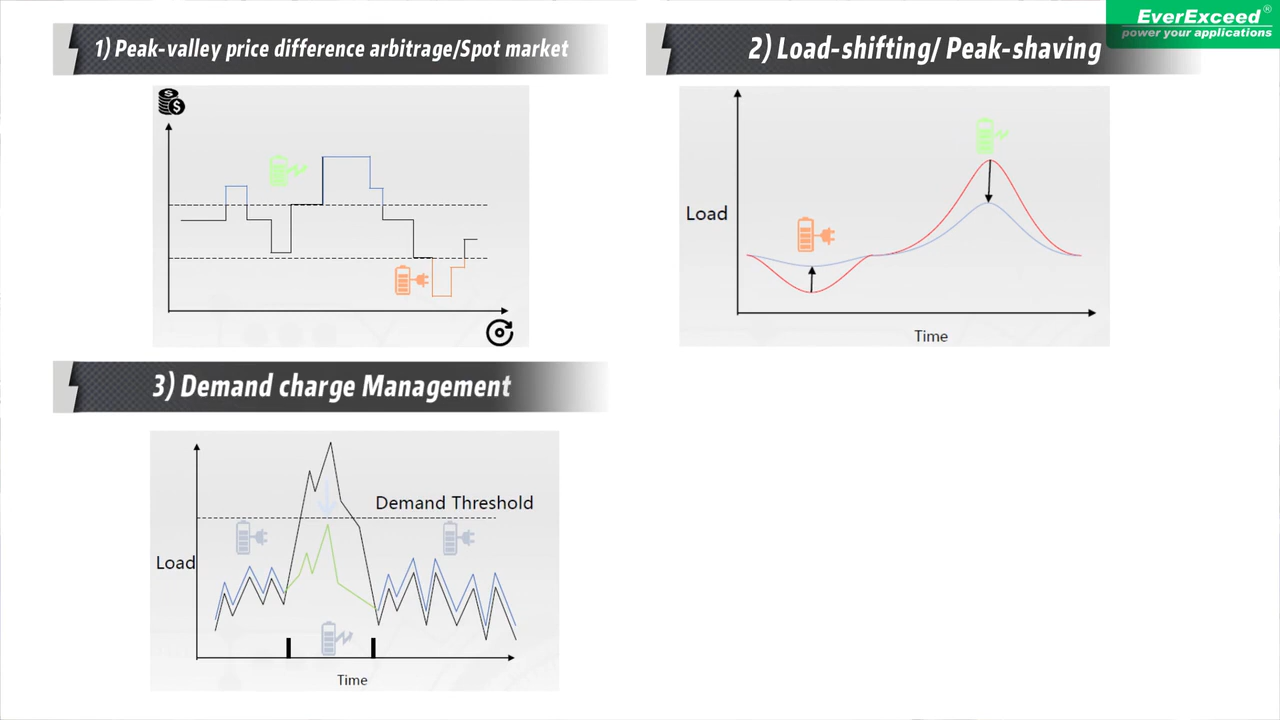 1) Peak-valley price difference arbitrage/Spot market
2) Load-shifting/ Peak-shaving
EverExceed®
power your applications
Load
Time
3) Demand charge Management
Demand Threshold
Load
Time